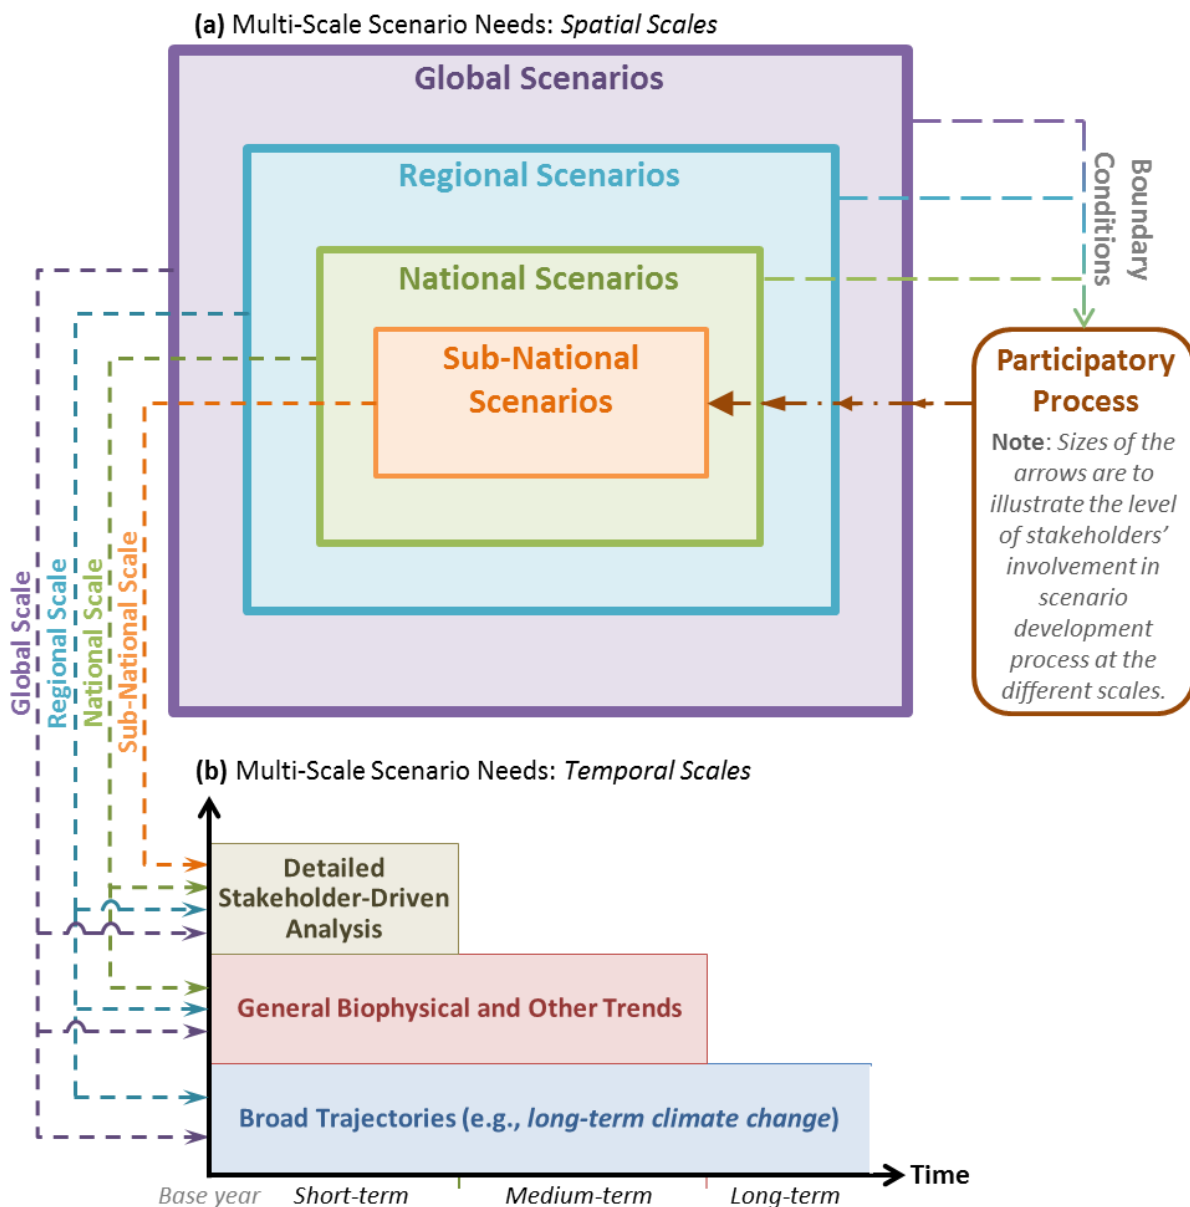 (a) Multi-Scale Scenario Needs: Spatial Scales
Global Scenarios
Regional Scenarios
National Scenarios
Sub-National
Scenarios
Boundary
Conditions
Participatory
Process
Note: Sizes of the
arrows are to
illustrate the level
of stakeholders’
involvement in
scenario
development
process at the
different scales.
Global Scale
Regional Scale
National Scale
Sub-National Scale
(b) Multi-Scale Scenario Needs: Temporal Scales
Detailed
Stakeholder-Driven
Analysis
General Biophysical and Other Trends
Broad Trajectories (e.g., long-term climate change)
Time
Base year
Short-term
Medium-term
Long-term